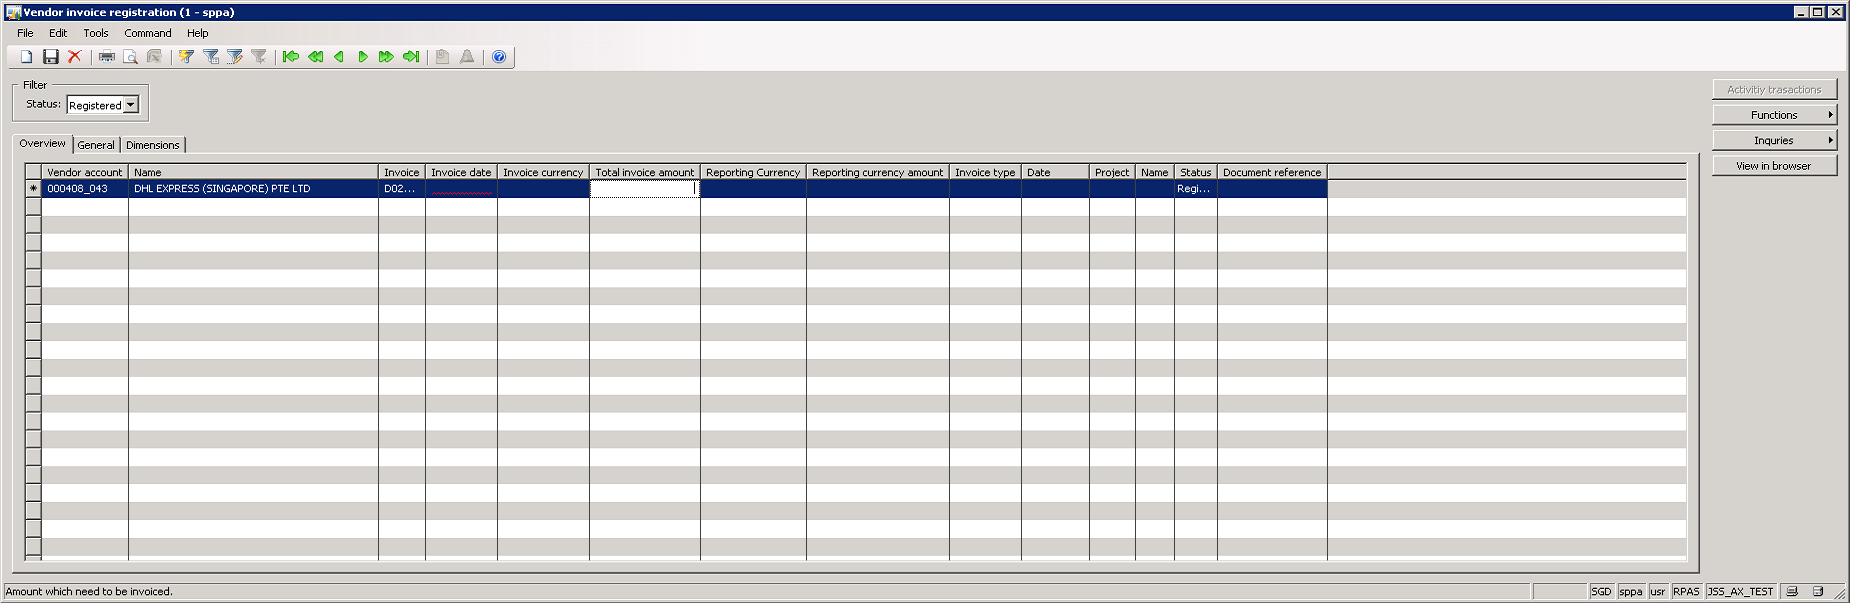 Vendor invoice registration (1 - sppa)
File Edit Tools Command Help
Filter
Status: Registered
Activitiy trasactions
Functions
Inquries
View in browser
Overview General Dimensions
Vendor account Name Invoice Invoice date Invoice currency Total invoice amount Reporting Currency Reporting currency amount Invoice type Date Project Name Status Document reference
000408_043 DHL EXPRESS (SINGAPORE) PTE LTD D02... Regi...
Amount which need to be invoiced.
SGD sppa usr RPAS JSS_AX_TEST